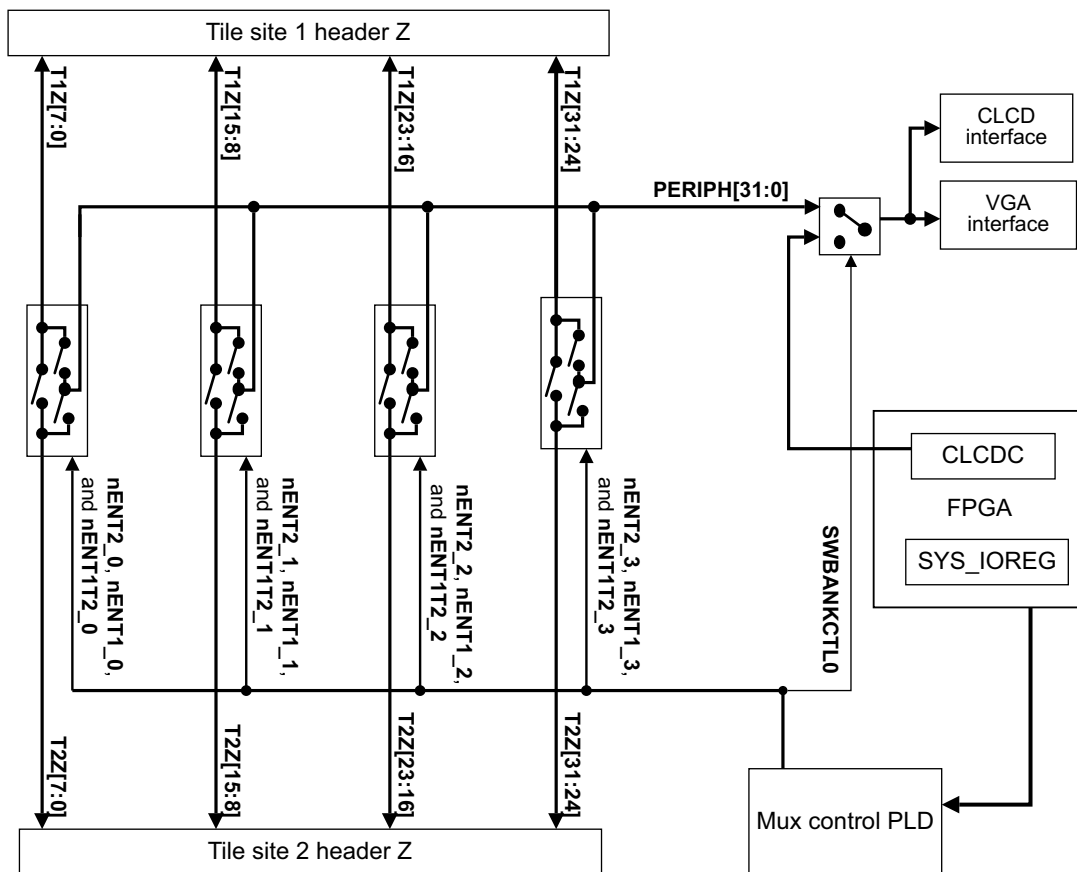 Tile site 1 header Z
T1Z[7:0]
T1Z[15:8]
T1Z[23:16]
T1Z[31:24]
CLCD
interface
PERIPH[31:0]
VGA
interface
CLCDC
FPGA
SYS_IOREG
nENT2_0, nENT1_0,
and nENT1T2_0
nENT2_1, nENT1_1,
and nENT1T2_1
nENT2_2, nENT1_2,
and nENT1T2_2
nENT2_3, nENT1_3,
and nENT1T2_3
SWBANKCTL0
T2Z[7:0]
T2Z[15:8]
T2Z[23:16]
T2Z[31:24]
Mux control PLD
Tile site 2 header Z